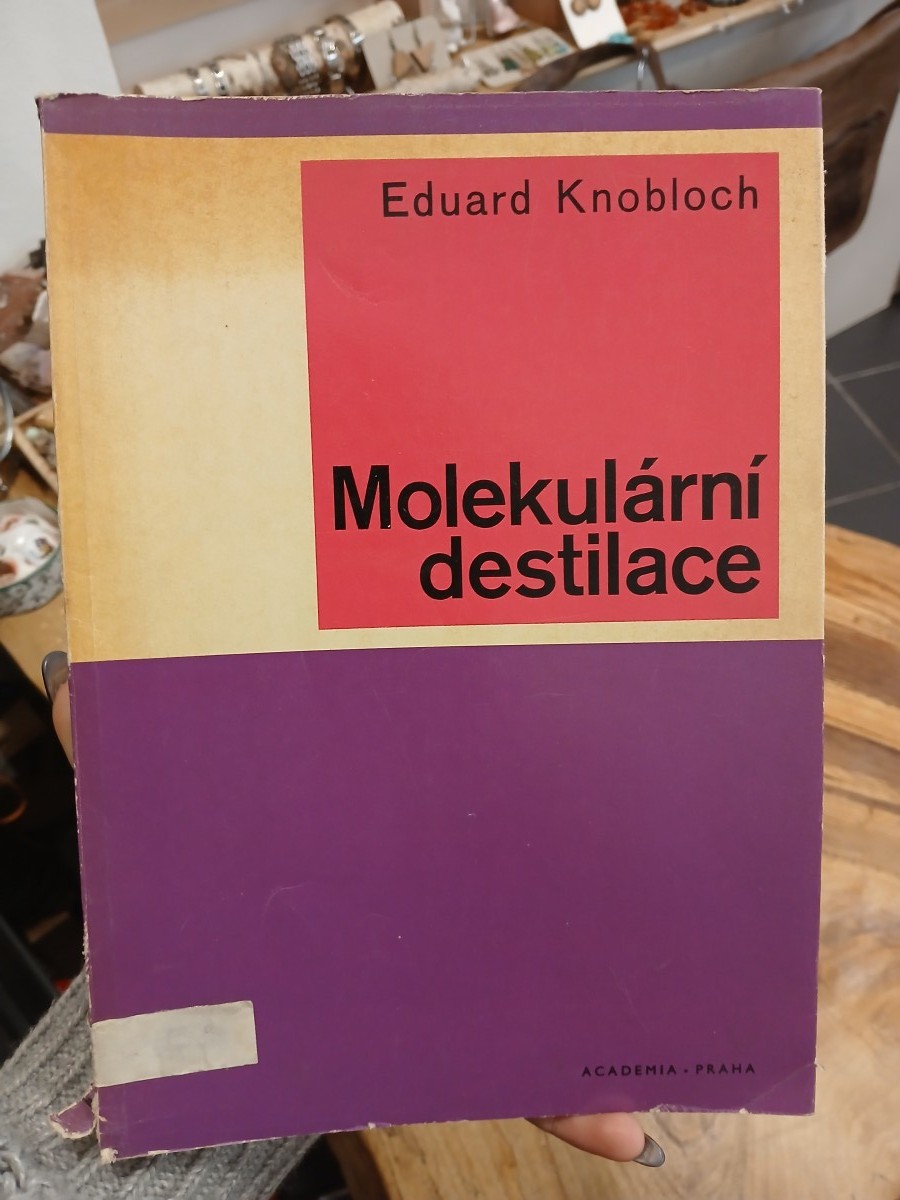 Eduard Knobloch
Molekulární
destilace
ACADEMIA • PRAHA